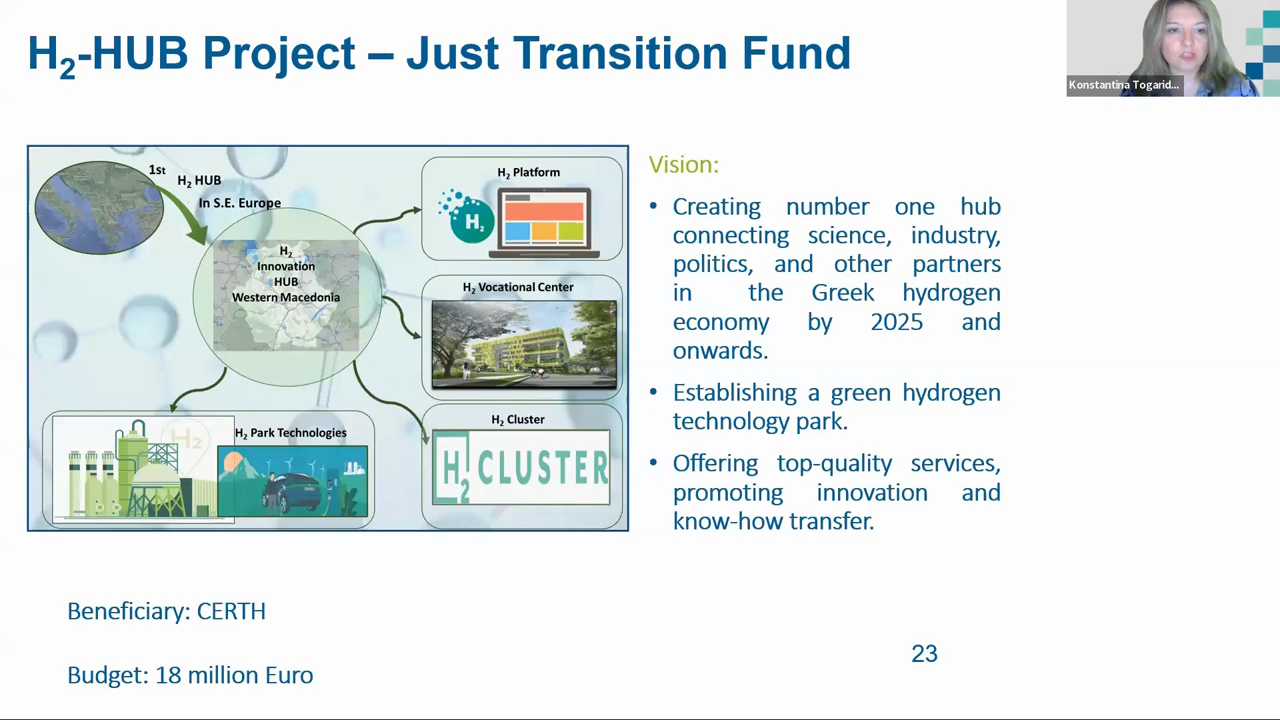 H₂-HUB Project – Just Transition Fund
Konstantina Togarid...
1st
H₂ HUB
In S.E. Europe
H₂
Innovation
HUB
Western Macedonia
H₂ Platform
H₂
H₂ Vocational Center
H₂ Park Technologies
H₂
H₂ Cluster
H₂ CLUSTER
Vision:
• Creating number one hub
connecting science, industry,
politics, and other partners
in the Greek hydrogen
economy by 2025 and
onwards.
• Establishing a green hydrogen
technology park.
• Offering top-quality services,
promoting innovation and
know-how transfer.
Beneficiary: CERTH
Budget: 18 million Euro
23